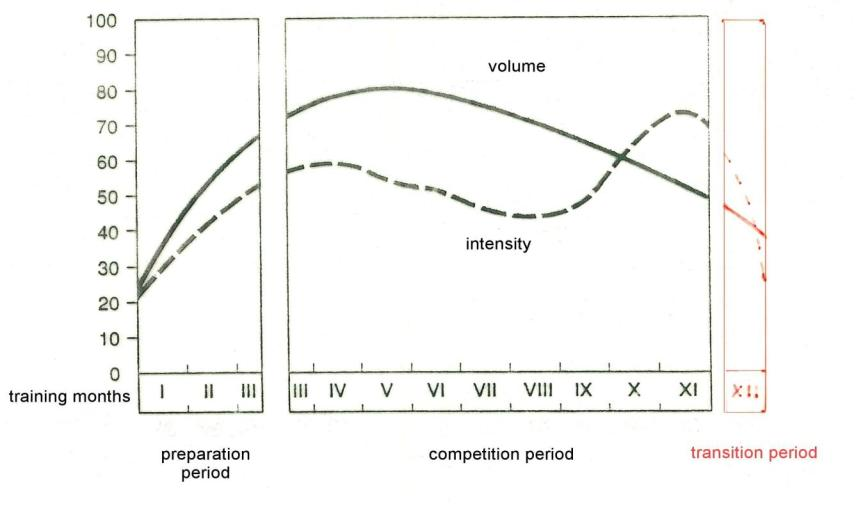 100
90
80
70
60
50
40
30
20
10
0
volume
intensity
training months
I II III III IV V VI VII VIII IX X XI XII
preparation
period
competition period
transition period